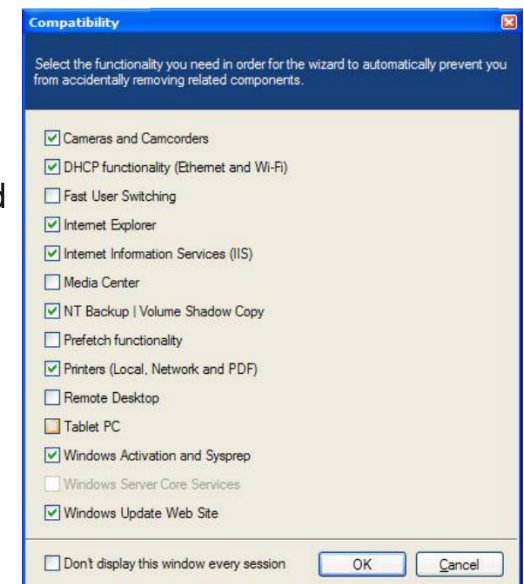 Compatibility
Select the functionality you need in order for the wizard to automatically prevent you
from accidentally removing related components.
Cameras and Camcorders
DHCP functionality (Ethernet and Wi-Fi)
Fast User Switching
Internet Explorer
Internet Information Services (IIS)
Media Center
NT Backup | Volume Shadow Copy
Prefetch functionality
Printers (Local, Network and PDF)
Remote Desktop
Tablet PC
Windows Activation and Sysprep
Windows Server Core Services
Windows Update Web Site
Don't display this window every session
OK
Cancel